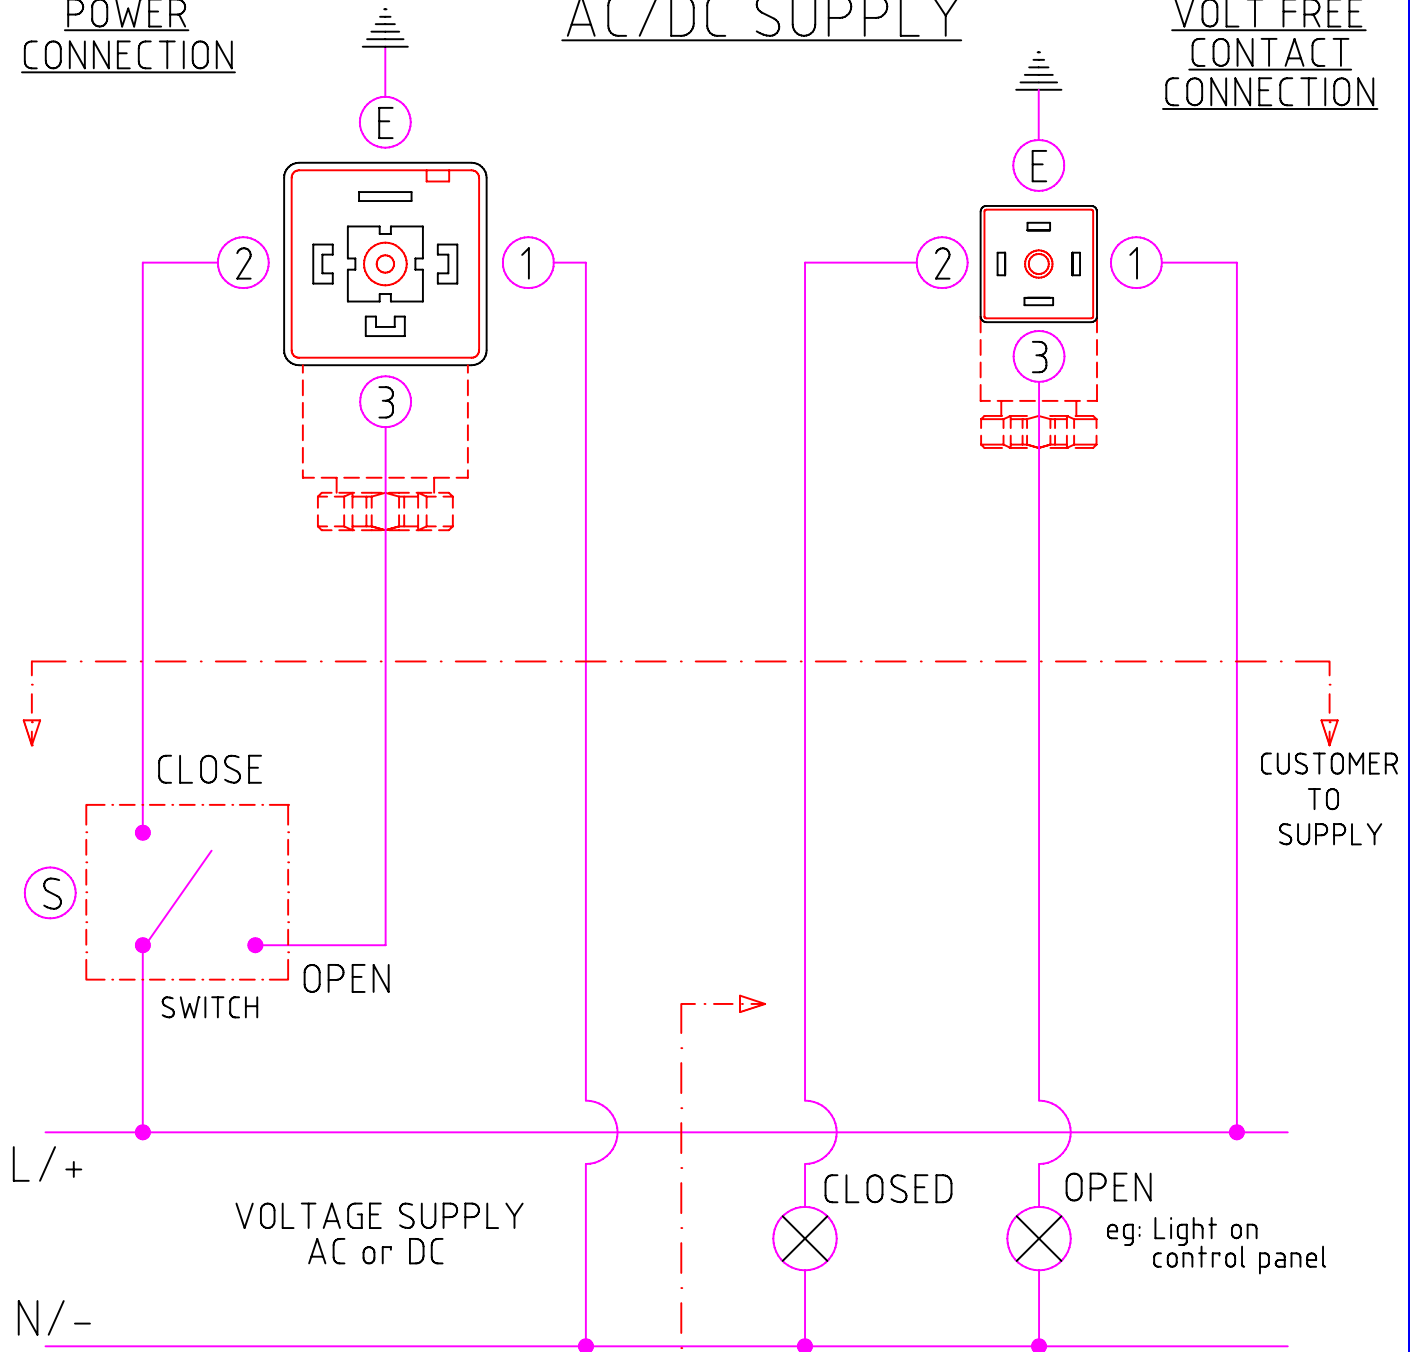 POWER
CONNECTION
AC/DC SUPPLY
VOLT FREE
CONTACT
CONNECTION
E
E
2
1
2
1
3
3
CUSTOMER
TO
SUPPLY
CLOSE
S
OPEN
SWITCH
L/+
CLOSED
OPEN
eg: Light on
control panel
VOLTAGE SUPPLY
AC or DC
N/-